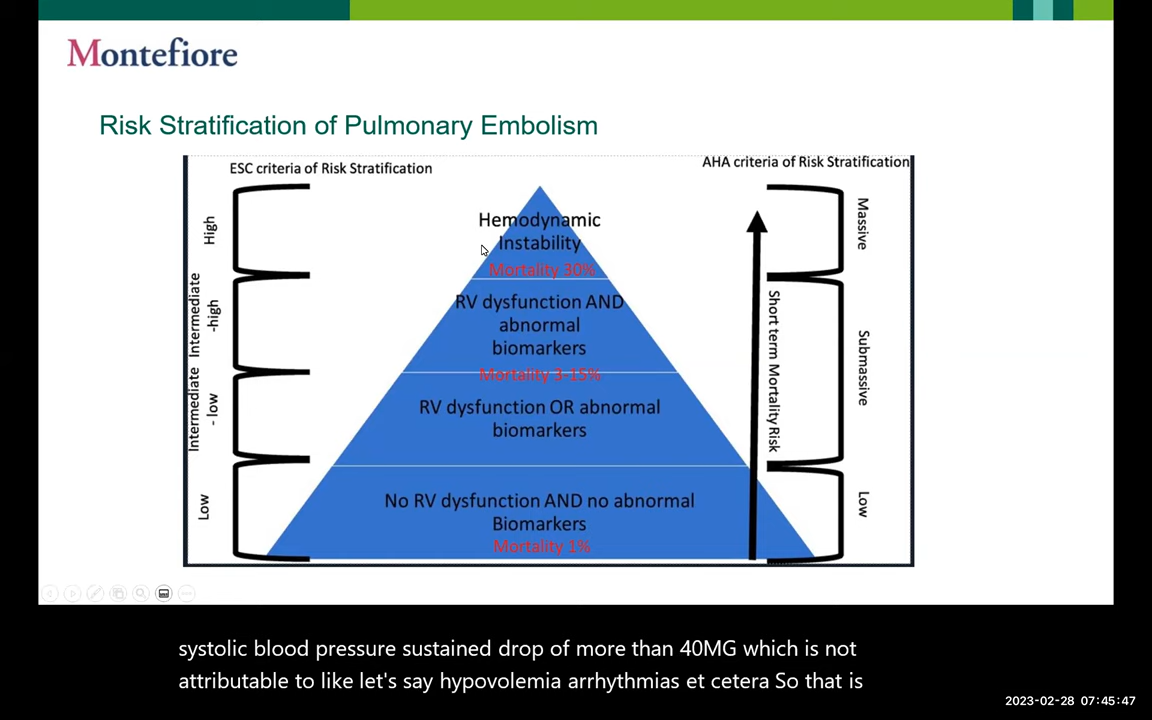 Montefiore
Risk Stratification of Pulmonary Embolism
ESC criteria of Risk Stratification
AHA criteria of Risk Stratification
High
Intermediate
-high
Intermediate
- low
Low
Hemodynamic
Instability
Mortality 30%
RV dysfunction AND
abnormal
biomarkers
Mortality 3-15%
RV dysfunction OR abnormal
biomarkers
No RV dysfunction AND no abnormal
Biomarkers
Mortality 1%
Short term Mortality Risk
Massive
Submassive
Low
systolic blood pressure sustained drop of more than 40MG which is not
attributable to like let's say hypovolemia arrhythmias et cetera So that is
2023-02-28 07:45:47